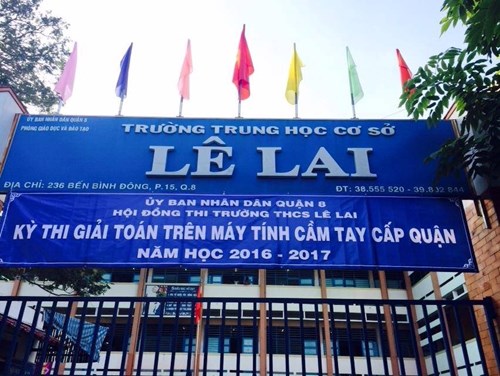 ỦY BAN NHÂN DÂN QUẬN 8
PHÒNG GIÁO DỤC VÀ ĐÀO TẠO
TRƯỜNG TRUNG HỌC CƠ SỞ
LÊ LAI
ĐỊA CHỈ: 236 BẾN BÌNH ĐÔNG, P.15, Q.8
ĐT: 38.555 520 - 39.832 844
ỦY BAN NHÂN DÂN QUẬN 8
HỘI ĐỒNG THI TRƯỜNG THCS LÊ LAI
KỲ THI GIẢI TOÁN TRÊN MÁY TÍNH CẦM TAY CẤP QUẬN
NĂM HỌC 2016 - 2017